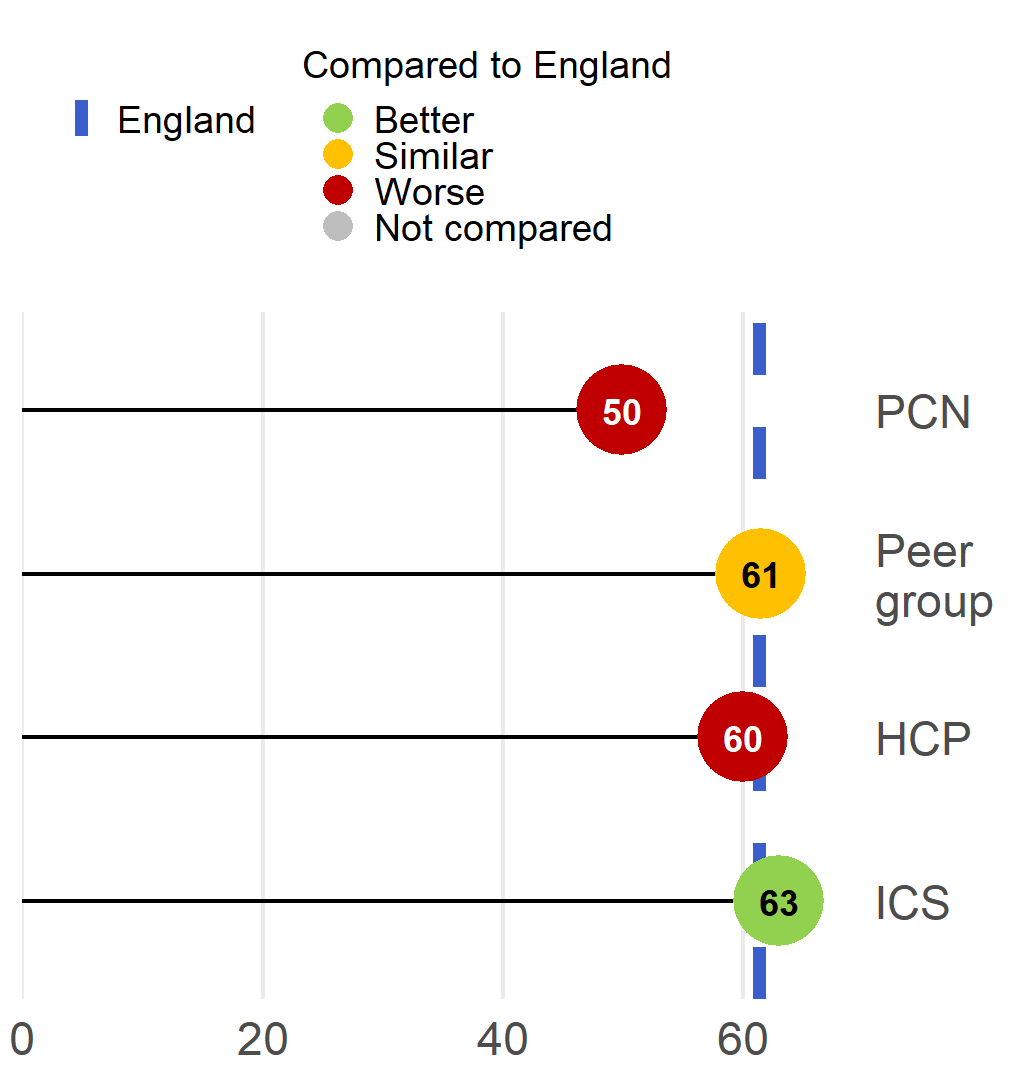 Compared to England
England
Better
Similar
Worse
Not compared
50
PCN
61
Peer
group
60
HCP
63
ICS
0
20
40
60